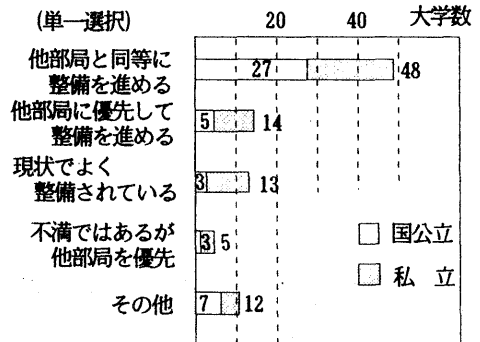 (単一選択) 20 40 大学数
他部局と同等に
整備を進める 27 48
他部局に優先して
整備を進める 5 14
現状でよく
整備されている 3 13
不満ではあるが
他部局を優先 3 5
国公立
私 立
その他 7 12